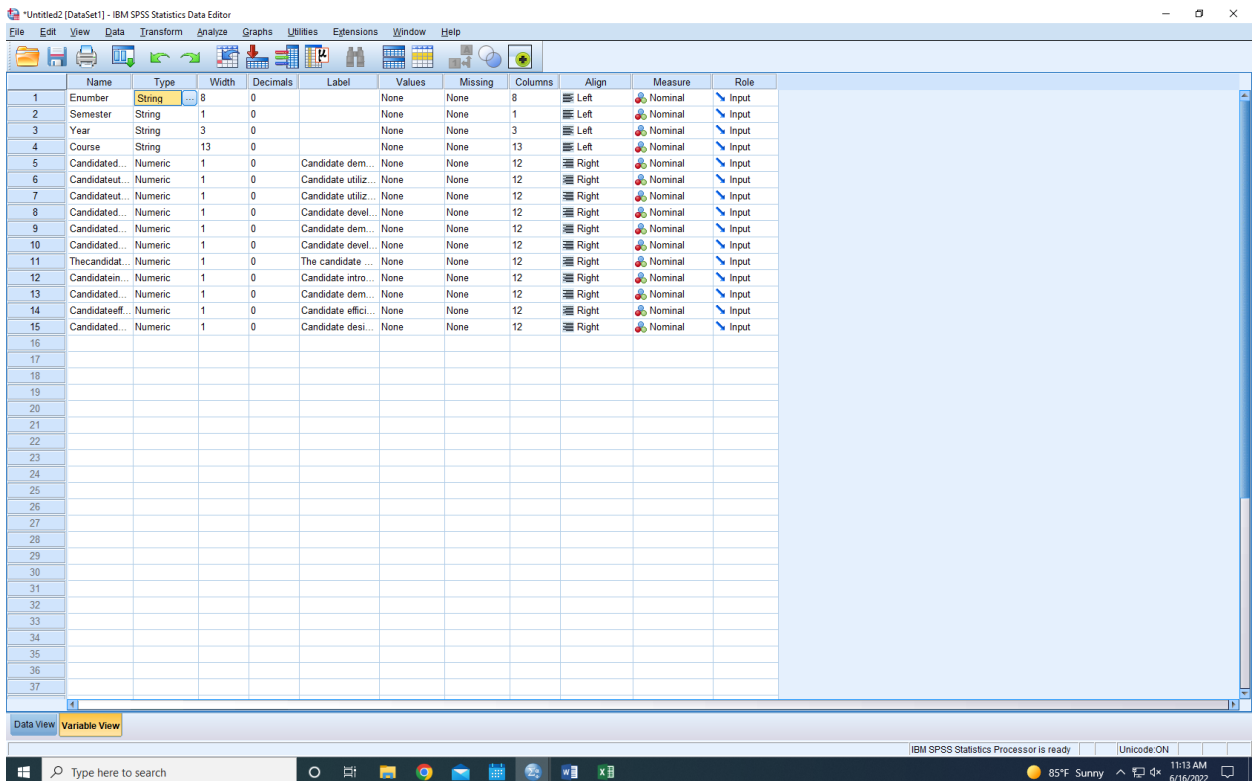 *Untitled2 [DataSet1] - IBM SPSS Statistics Data Editor
File Edit View Data Transform Analyze Graphs Utilities Extensions Window Help
Name Type Width Decimals Label Values Missing Columns Align Measure Role
1 Enumber String ... 8 0 None None 8 Left Nominal Input
2 Semester String 1 0 None None 1 Left Nominal Input
3 Year String 3 0 None None 3 Left Nominal Input
4 Course String 13 0 None None 13 Left Nominal Input
5 Candidated... Numeric 1 0 Candidate dem... None None 12 Right Nominal Input
6 Candidateut... Numeric 1 0 Candidate utiliz... None None 12 Right Nominal Input
7 Candidateut... Numeric 1 0 Candidate utiliz... None None 12 Right Nominal Input
8 Candidated... Numeric 1 0 Candidate devel... None None 12 Right Nominal Input
9 Candidated... Numeric 1 0 Candidate dem... None None 12 Right Nominal Input
10 Candidated... Numeric 1 0 Candidate devel... None None 12 Right Nominal Input
11 Thecandidat... Numeric 1 0 The candidate ... None None 12 Right Nominal Input
12 Candidatein... Numeric 1 0 Candidate intro... None None 12 Right Nominal Input
13 Candidated... Numeric 1 0 Candidate dem... None None 12 Right Nominal Input
14 Candidateeff... Numeric 1 0 Candidate effici... None None 12 Right Nominal Input
15 Candidated... Numeric 1 0 Candidate desi... None None 12 Right Nominal Input
16
17
18
19
20
21
22
23
24
25
26
27
28
29
30
31
32
33
34
35
36
37
Data View Variable View
IBM SPSS Statistics Processor is ready Unicode:ON
Type here to search 85°F Sunny 11:13 AM
6/16/2022